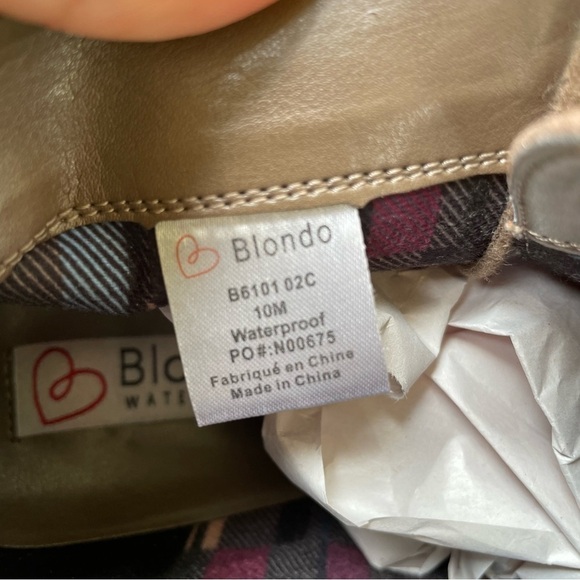 Blondo
B6101 02C
10M
Waterproof
PO#:N00675
Fabriqué en Chine
Made in China
Blo
WATE